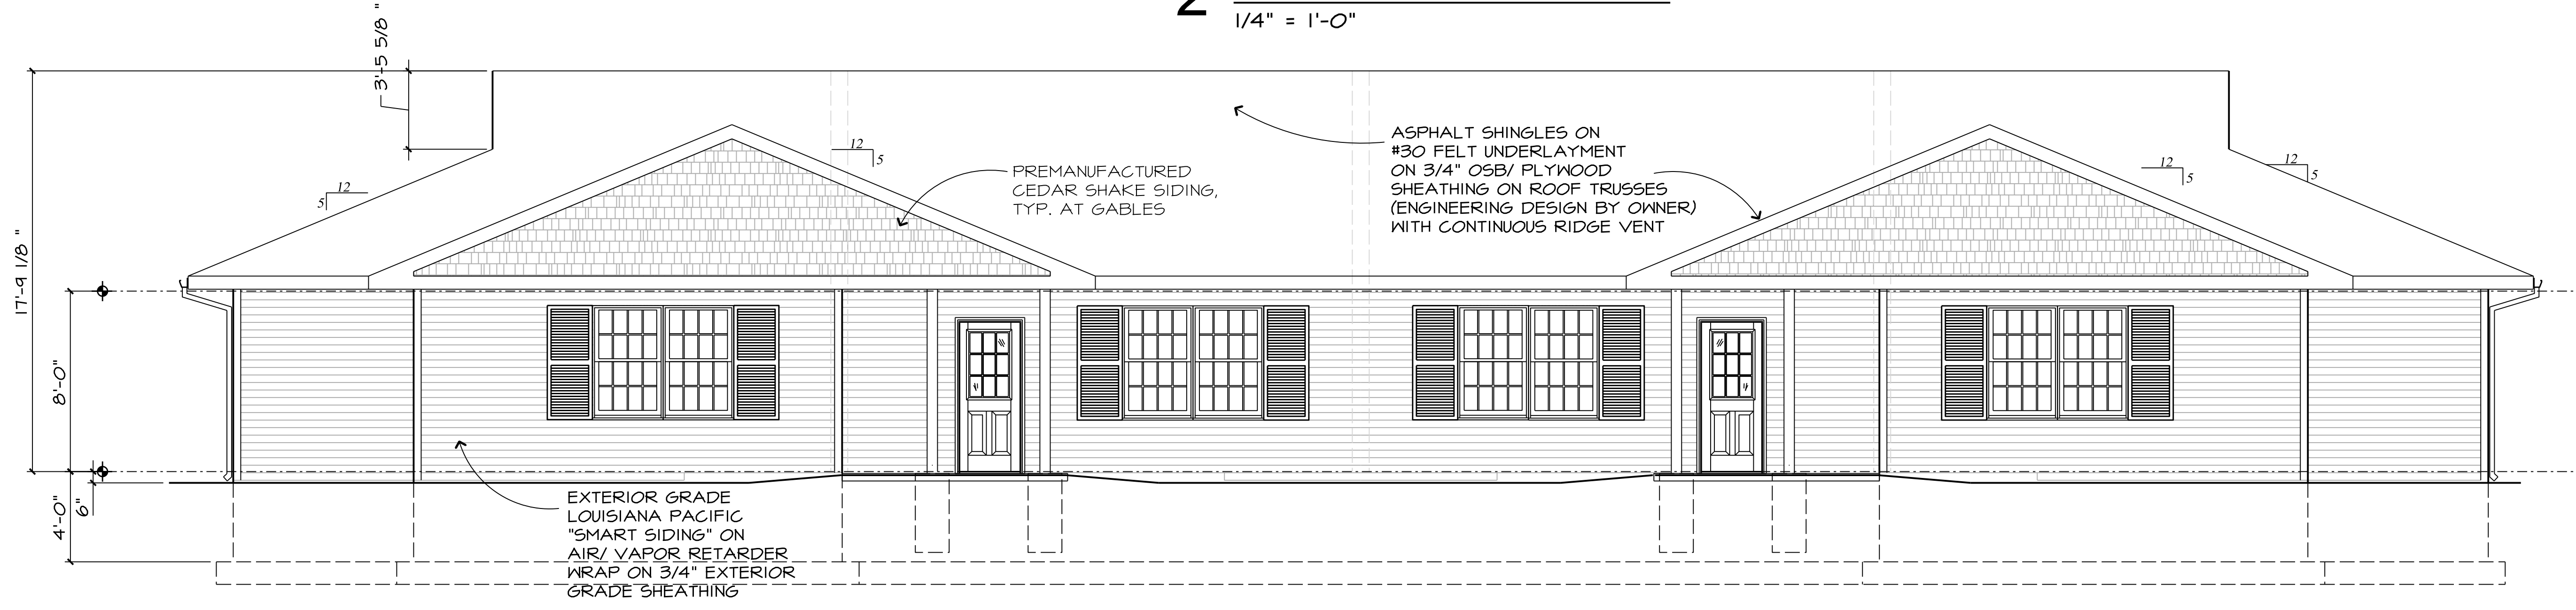 2
1/4" = 1'-0"
3'-5 5/8 "
17'-9 1/8 "
8'-0"
4'-0"
6"
12
5
12
5
12
5
12
5
PREMANUFACTURED
CEDAR SHAKE SIDING,
TYP. AT GABLES
ASPHALT SHINGLES ON
#30 FELT UNDERLAYMENT
ON 3/4" OSB/ PLYWOOD
SHEATHING ON ROOF TRUSSES
(ENGINEERING DESIGN BY OWNER)
WITH CONTINUOUS RIDGE VENT
EXTERIOR GRADE
LOUISIANA PACIFIC
"SMART SIDING" ON
AIR/ VAPOR RETARDER
WRAP ON 3/4" EXTERIOR
GRADE SHEATHING